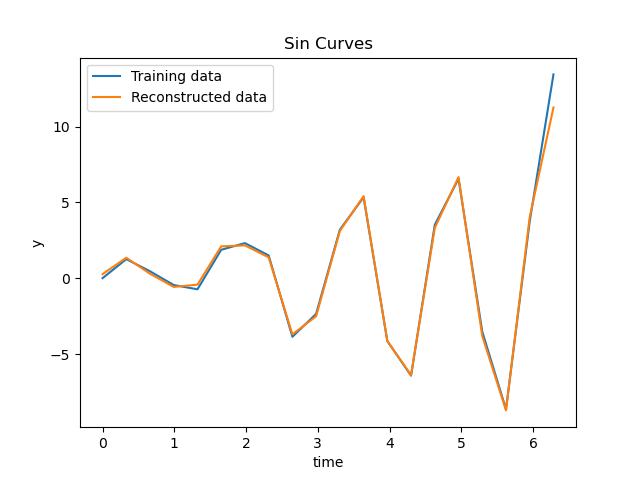 Sin Curves
Training data
Reconstructed data
10
5
0
−5
y
0 1 2 3 4 5 6
time